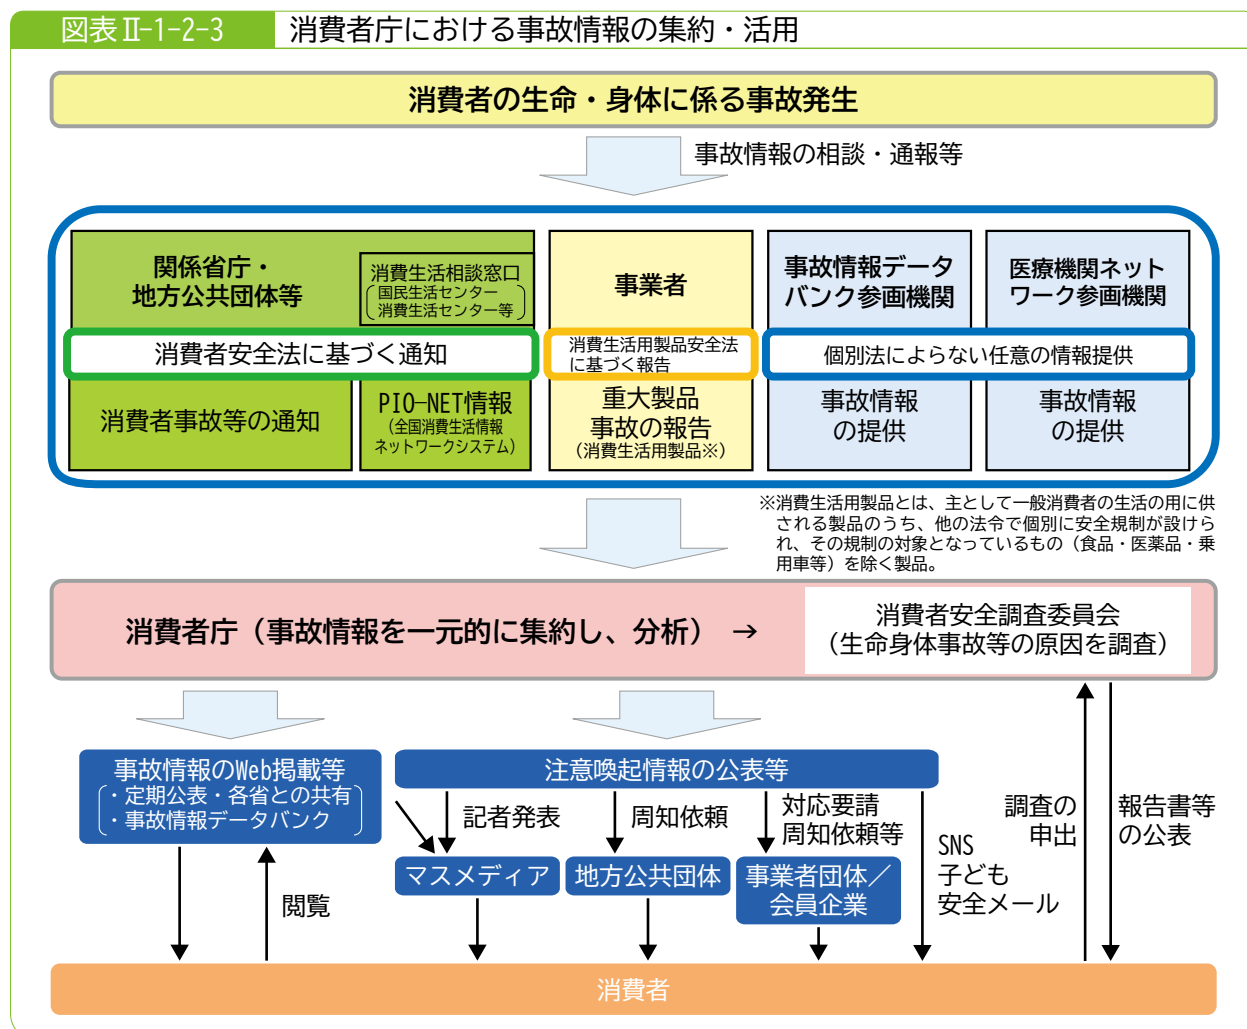 図表Ⅱ-1-2-3
消費者庁における事故情報の集約・活用
消費者の生命・身体に係る事故発生
事故情報の相談・通報等
関係省庁・
地方公共団体等
消費生活相談窓口
国民生活センター
消費生活センター等
事業者
事故情報データ
バンク参画機関
医療機関ネット
ワーク参画機関
消費者安全法に基づく通知
消費生活用製品安全法
に基づく報告
個別法によらない任意の情報提供
消費者事故等の通知
PIO-NET情報
(全国消費生活情報
ネットワークシステム)
重大製品
事故の報告
(消費生活用製品※)
事故情報
の提供
事故情報
の提供
※消費生活用製品とは、主として一般消費者の生活の用に供
される製品のうち、他の法令で個別に安全規制が設けら
れ、その規制の対象となっているもの（食品・医薬品・乗
用車等）を除く製品。
消費者庁（事故情報を一元的に集約し、分析）　→
消費者安全調査委員会
（生命身体事故等の原因を調査）
事故情報のWeb掲載等
・定期公表・各省との共有
・事故情報データバンク
注意喚起情報の公表等
記者発表
周知依頼
対応要請
周知依頼等
SNS
子ども
安全メール
調査の
申出
報告書等
の公表
マスメディア
地方公共団体
事業者団体／
会員企業
閲覧
消費者